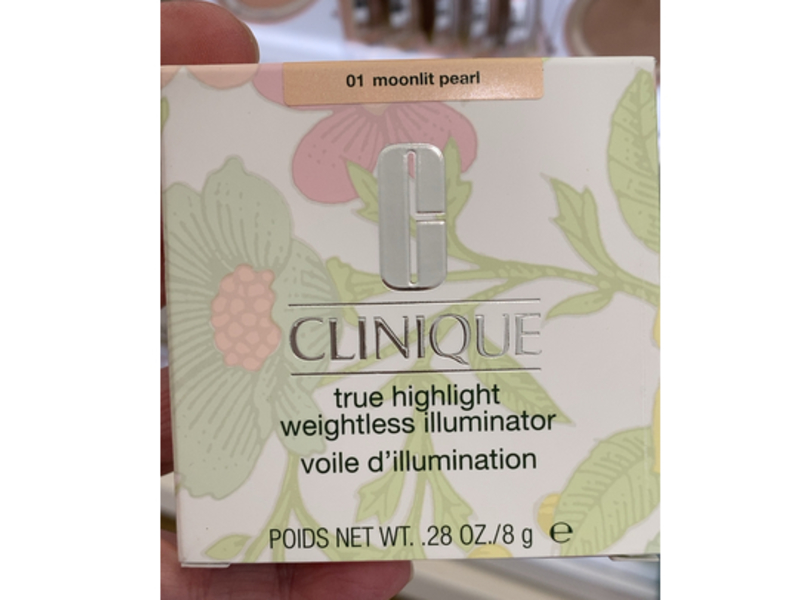 01 moonlit pearl
CLINIQUE
true highlight
weightless illuminator
voile d'illumination
POIDS NET WT. .28 OZ./8 g ℮